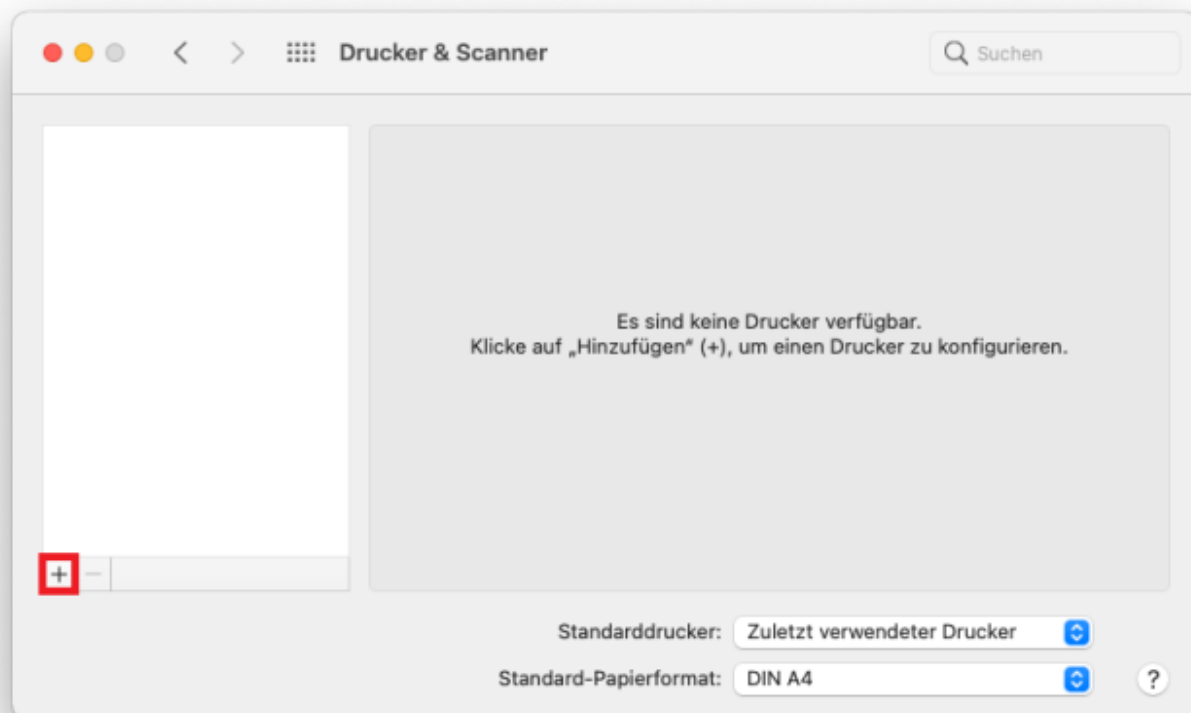 Drucker & Scanner
Suchen
Es sind keine Drucker verfügbar.
Klicke auf „Hinzufügen“ (+), um einen Drucker zu konfigurieren.
+ −
Standarddrucker: Zuletzt verwendeter Drucker
Standard-Papierformat: DIN A4
?